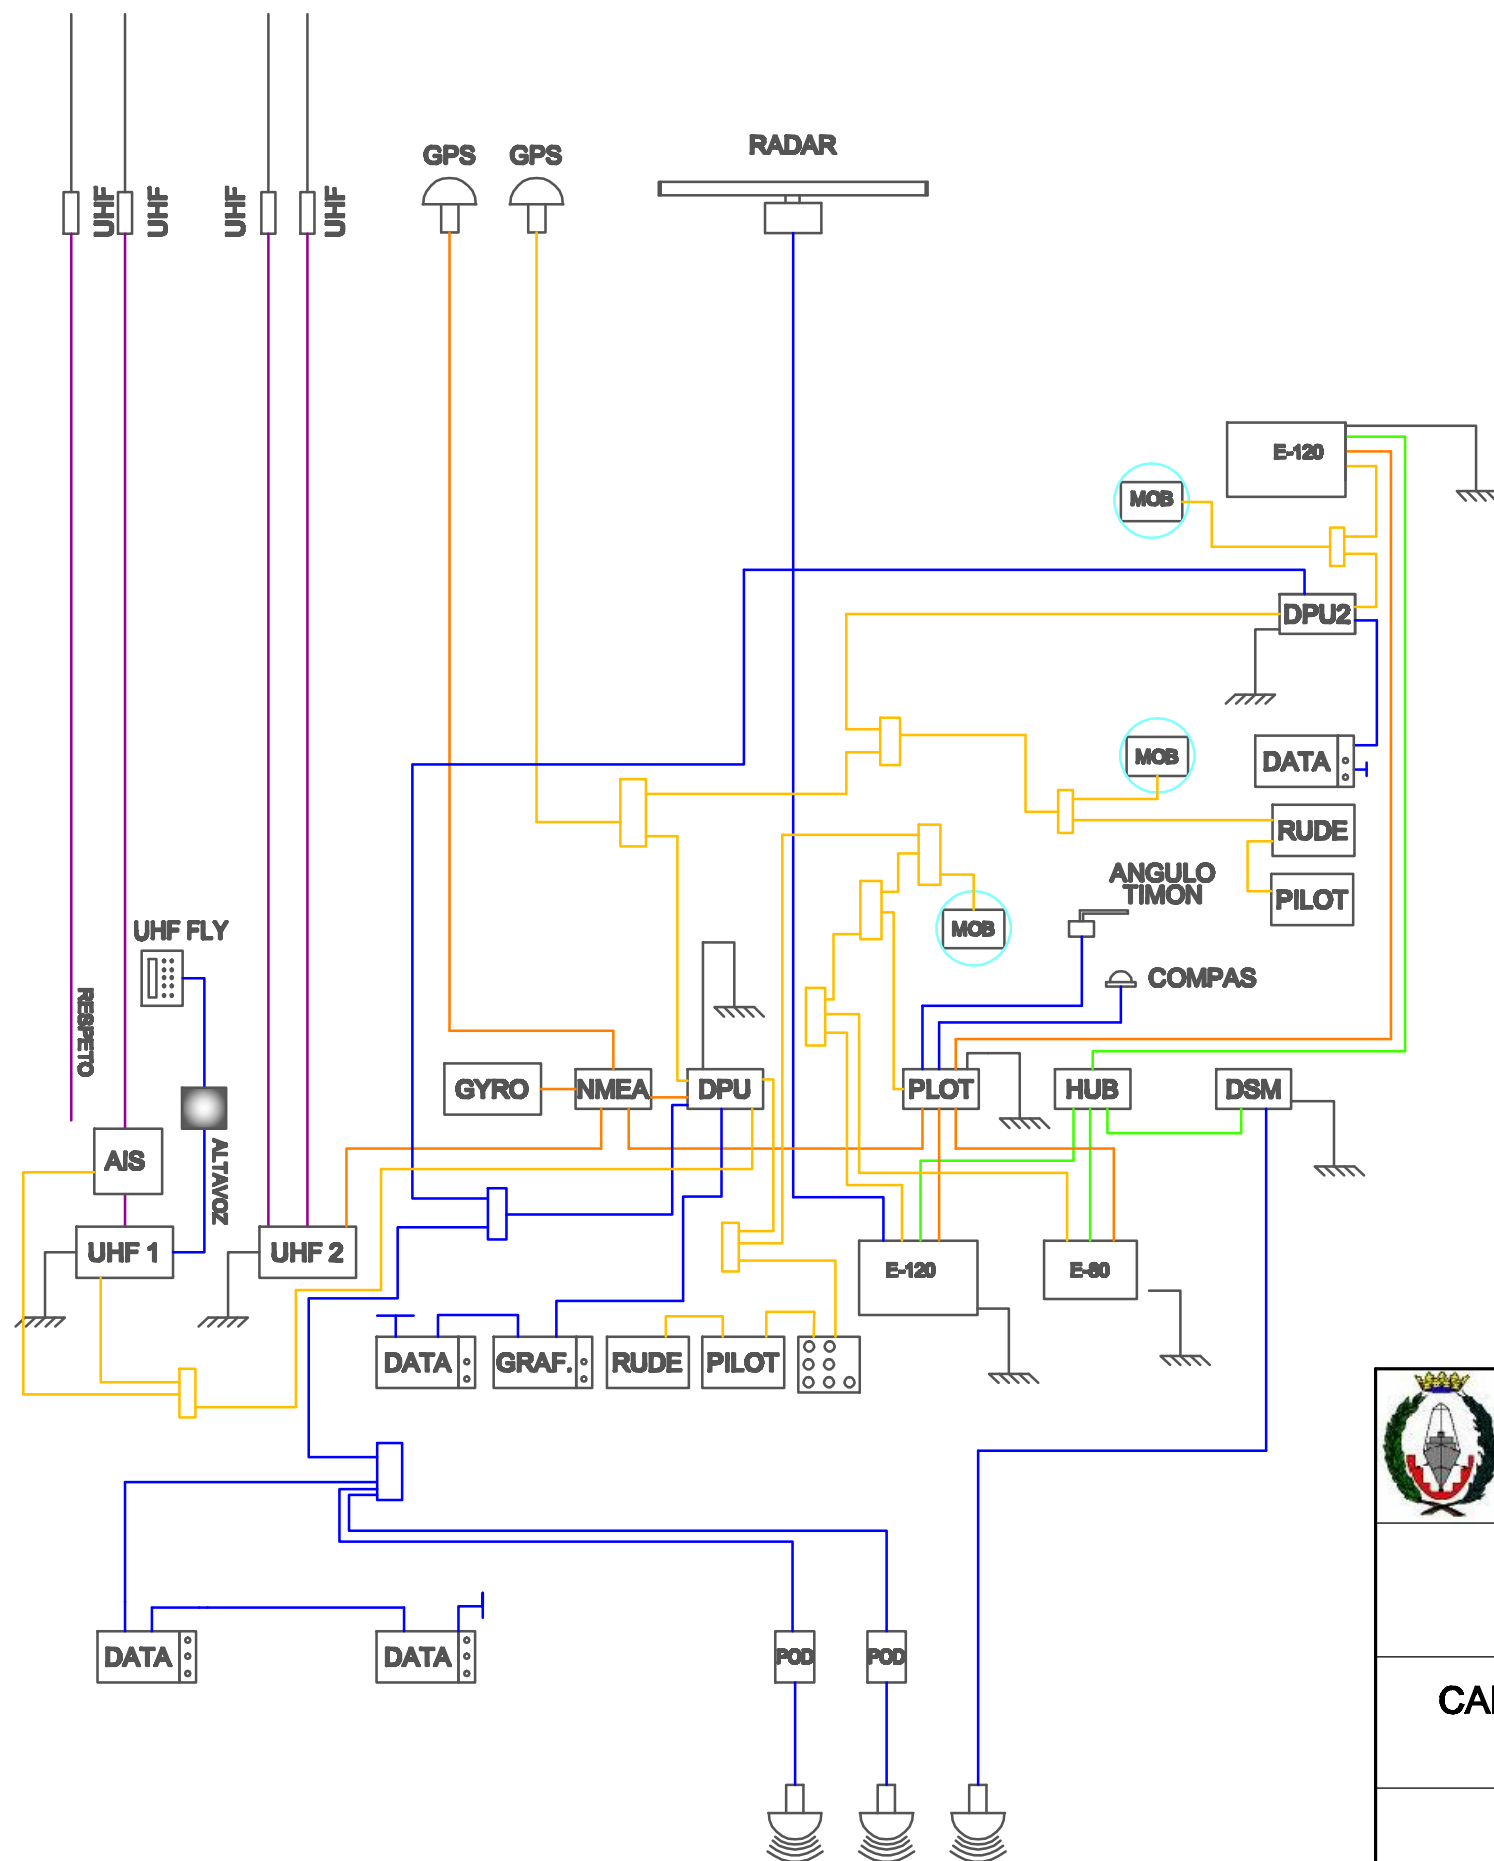 RADAR
GPS
GPS
UHF
UHF
UHF
UHF
E-120
MOB
DPU2
MOB
DATA
RUDE
ANGULO
TIMON
PILOT
UHF FLY
MOB
COMPAS
RESPETO
GYRO
NMEA
DPU
PLOT
HUB
DSM
AIS
ALTAVOZ
UHF 1
UHF 2
E-120
E-80
DATA
GRAF.
RUDE
PILOT
DATA
DATA
POD
POD